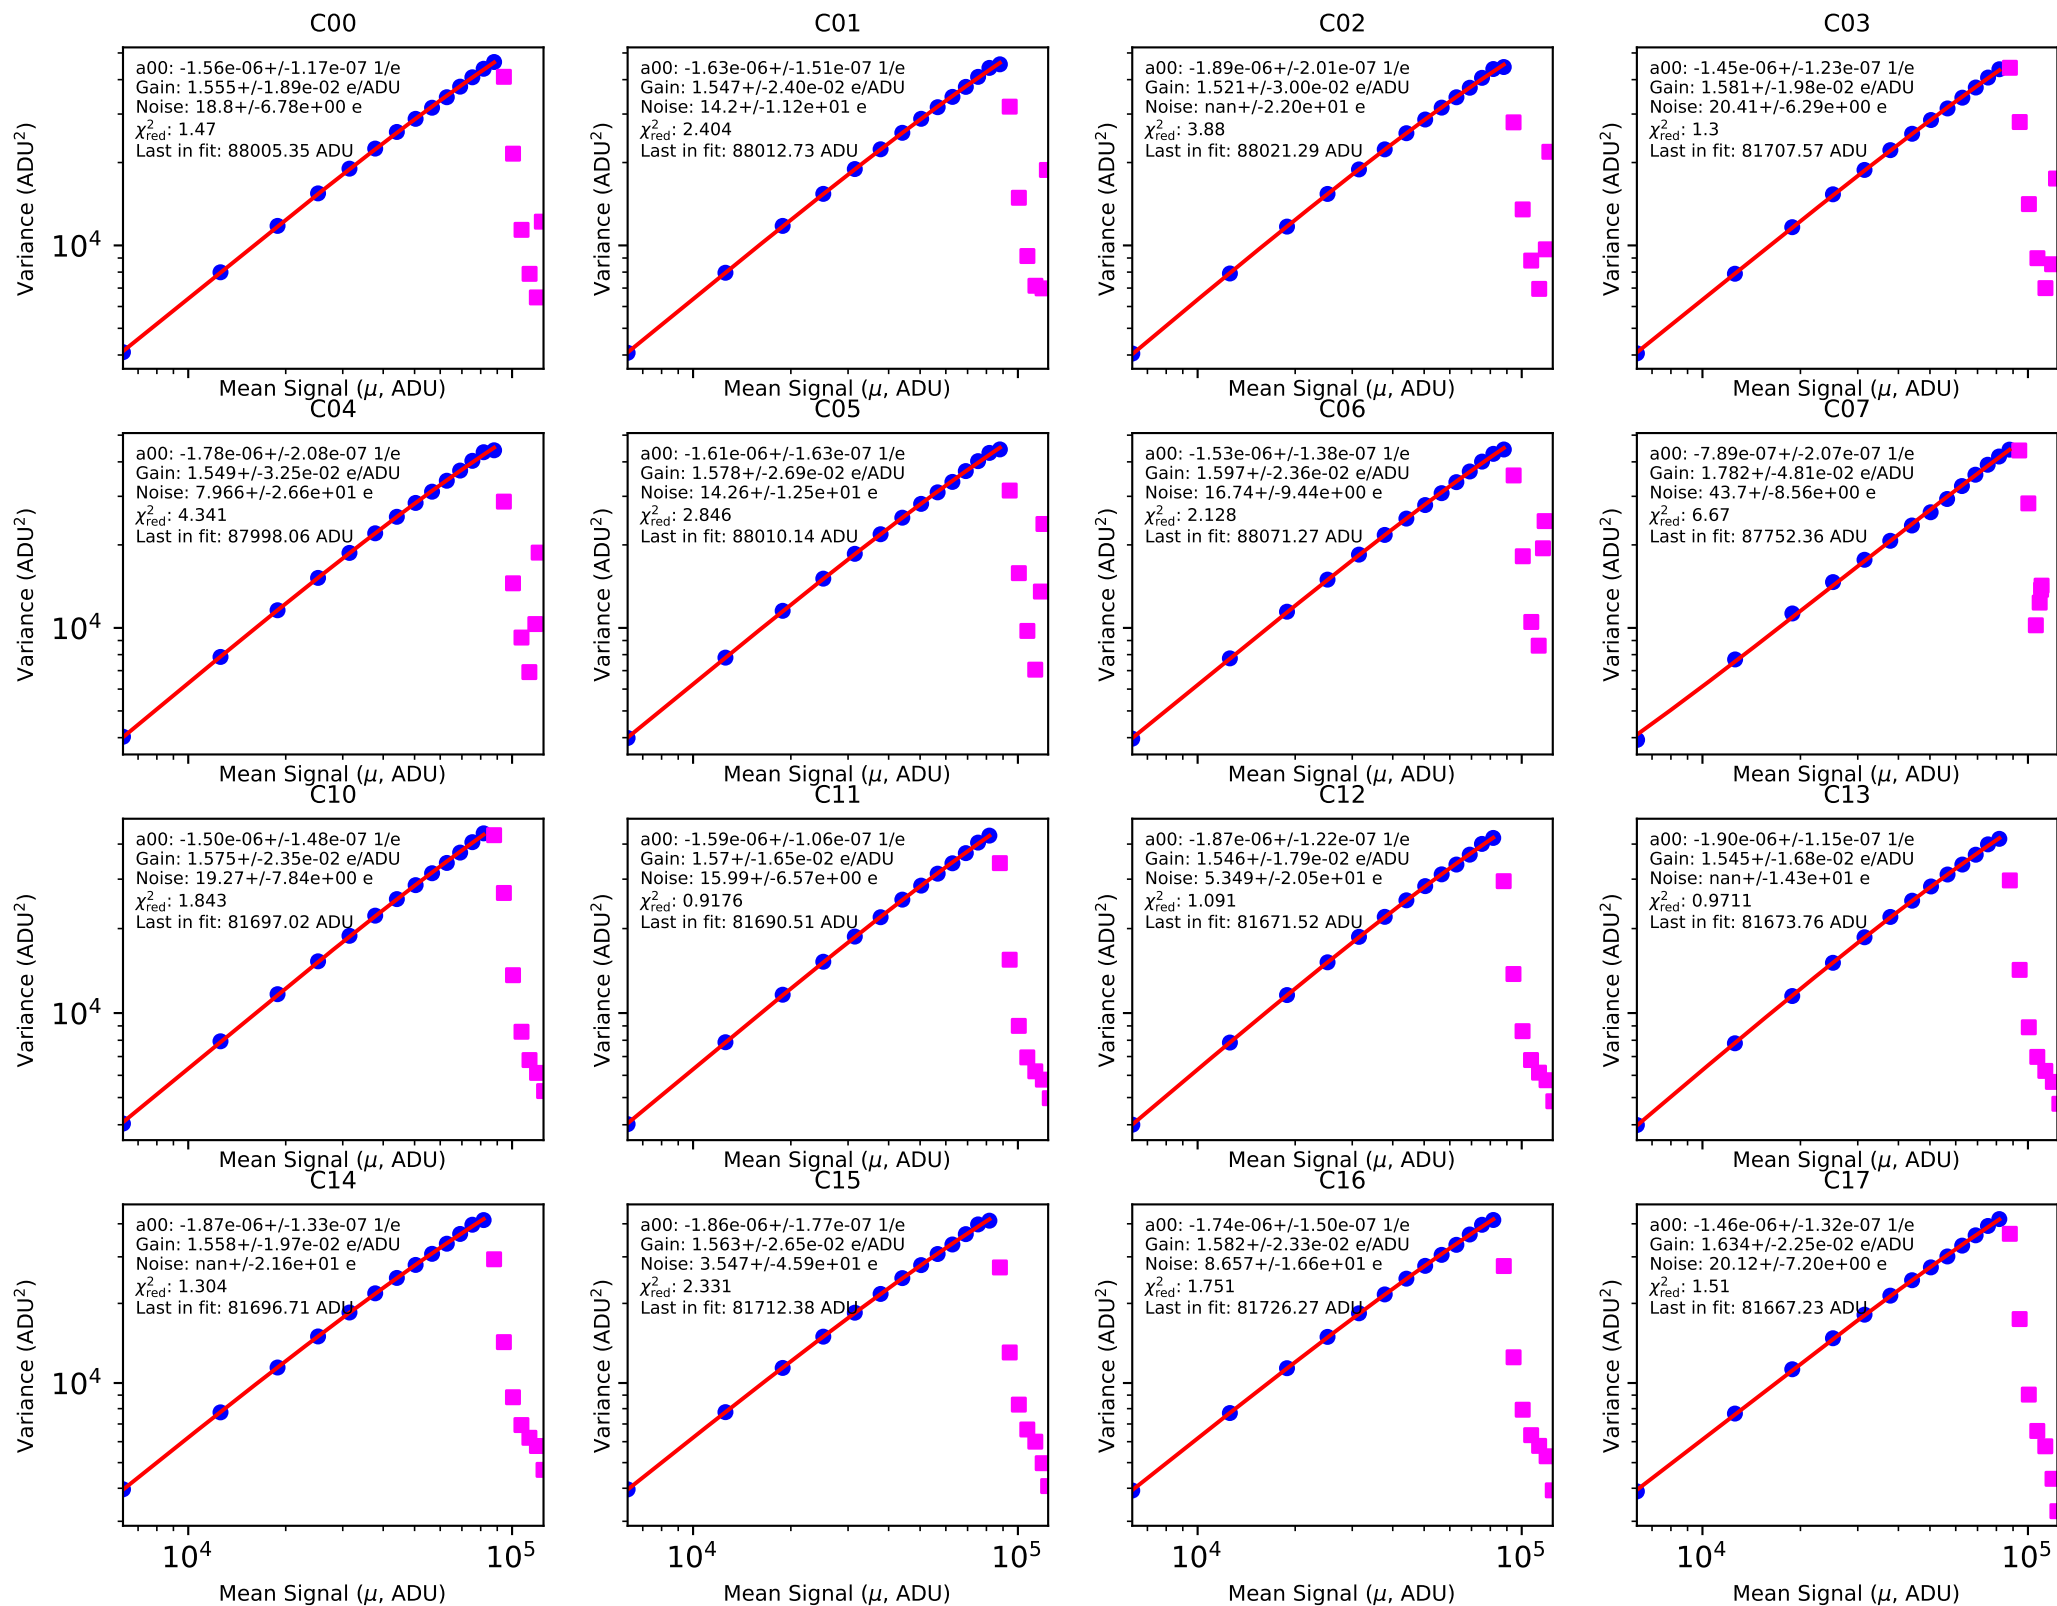 C00
a00: -1.56e-06+/-1.17e-07 1/e
Gain: 1.555+/-1.89e-02 e/ADU
Noise: 18.8+/-6.78e+00 e
χ²red: 1.47
Last in fit: 88005.35 ADU
Variance (ADU²)
10⁴
Mean Signal (μ, ADU)
C01
a00: -1.63e-06+/-1.51e-07 1/e
Gain: 1.547+/-2.40e-02 e/ADU
Noise: 14.2+/-1.12e+01 e
χ²red: 2.404
Last in fit: 88012.73 ADU
Variance (ADU²)
Mean Signal (μ, ADU)
C02
a00: -1.89e-06+/-2.01e-07 1/e
Gain: 1.521+/-3.00e-02 e/ADU
Noise: nan+/-2.20e+01 e
χ²red: 3.88
Last in fit: 88021.29 ADU
Variance (ADU²)
Mean Signal (μ, ADU)
C03
a00: -1.45e-06+/-1.23e-07 1/e
Gain: 1.581+/-1.98e-02 e/ADU
Noise: 20.41+/-6.29e+00 e
χ²red: 1.3
Last in fit: 81707.57 ADU
Variance (ADU²)
Mean Signal (μ, ADU)
C04
a00: -1.78e-06+/-2.08e-07 1/e
Gain: 1.549+/-3.25e-02 e/ADU
Noise: 7.966+/-2.66e+01 e
χ²red: 4.341
Last in fit: 87998.06 ADU
Variance (ADU²)
10⁴
Mean Signal (μ, ADU)
C05
a00: -1.61e-06+/-1.63e-07 1/e
Gain: 1.578+/-2.69e-02 e/ADU
Noise: 14.26+/-1.25e+01 e
χ²red: 2.846
Last in fit: 88010.14 ADU
Variance (ADU²)
Mean Signal (μ, ADU)
C06
a00: -1.53e-06+/-1.38e-07 1/e
Gain: 1.597+/-2.36e-02 e/ADU
Noise: 16.74+/-9.44e+00 e
χ²red: 2.128
Last in fit: 88071.27 ADU
Variance (ADU²)
Mean Signal (μ, ADU)
C07
a00: -7.89e-07+/-2.07e-07 1/e
Gain: 1.782+/-4.81e-02 e/ADU
Noise: 43.7+/-8.56e+00 e
χ²red: 6.67
Last in fit: 87752.36 ADU
Variance (ADU²)
Mean Signal (μ, ADU)
C10
a00: -1.50e-06+/-1.48e-07 1/e
Gain: 1.575+/-2.35e-02 e/ADU
Noise: 19.27+/-7.84e+00 e
χ²red: 1.843
Last in fit: 81697.02 ADU
Variance (ADU²)
10⁴
Mean Signal (μ, ADU)
C11
a00: -1.59e-06+/-1.06e-07 1/e
Gain: 1.57+/-1.65e-02 e/ADU
Noise: 15.99+/-6.57e+00 e
χ²red: 0.9176
Last in fit: 81690.51 ADU
Variance (ADU²)
Mean Signal (μ, ADU)
C12
a00: -1.87e-06+/-1.22e-07 1/e
Gain: 1.546+/-1.79e-02 e/ADU
Noise: 5.349+/-2.05e+01 e
χ²red: 1.091
Last in fit: 81671.52 ADU
Variance (ADU²)
Mean Signal (μ, ADU)
C13
a00: -1.90e-06+/-1.15e-07 1/e
Gain: 1.545+/-1.68e-02 e/ADU
Noise: nan+/-1.43e+01 e
χ²red: 0.9711
Last in fit: 81673.76 ADU
Variance (ADU²)
Mean Signal (μ, ADU)
C14
a00: -1.87e-06+/-1.33e-07 1/e
Gain: 1.558+/-1.97e-02 e/ADU
Noise: nan+/-2.16e+01 e
χ²red: 1.304
Last in fit: 81696.71 ADU
Variance (ADU²)
10⁴
10⁴ 10⁵
Mean Signal (μ, ADU)
C15
a00: -1.86e-06+/-1.77e-07 1/e
Gain: 1.563+/-2.65e-02 e/ADU
Noise: 3.547+/-4.59e+01 e
χ²red: 2.331
Last in fit: 81712.38 ADU
Variance (ADU²)
10⁴ 10⁵
Mean Signal (μ, ADU)
C16
a00: -1.74e-06+/-1.50e-07 1/e
Gain: 1.582+/-2.33e-02 e/ADU
Noise: 8.657+/-1.66e+01 e
χ²red: 1.751
Last in fit: 81726.27 ADU
Variance (ADU²)
10⁴ 10⁵
Mean Signal (μ, ADU)
C17
a00: -1.46e-06+/-1.32e-07 1/e
Gain: 1.634+/-2.25e-02 e/ADU
Noise: 20.12+/-7.20e+00 e
χ²red: 1.51
Last in fit: 81667.23 ADU
Variance (ADU²)
10⁴ 10⁵
Mean Signal (μ, ADU)